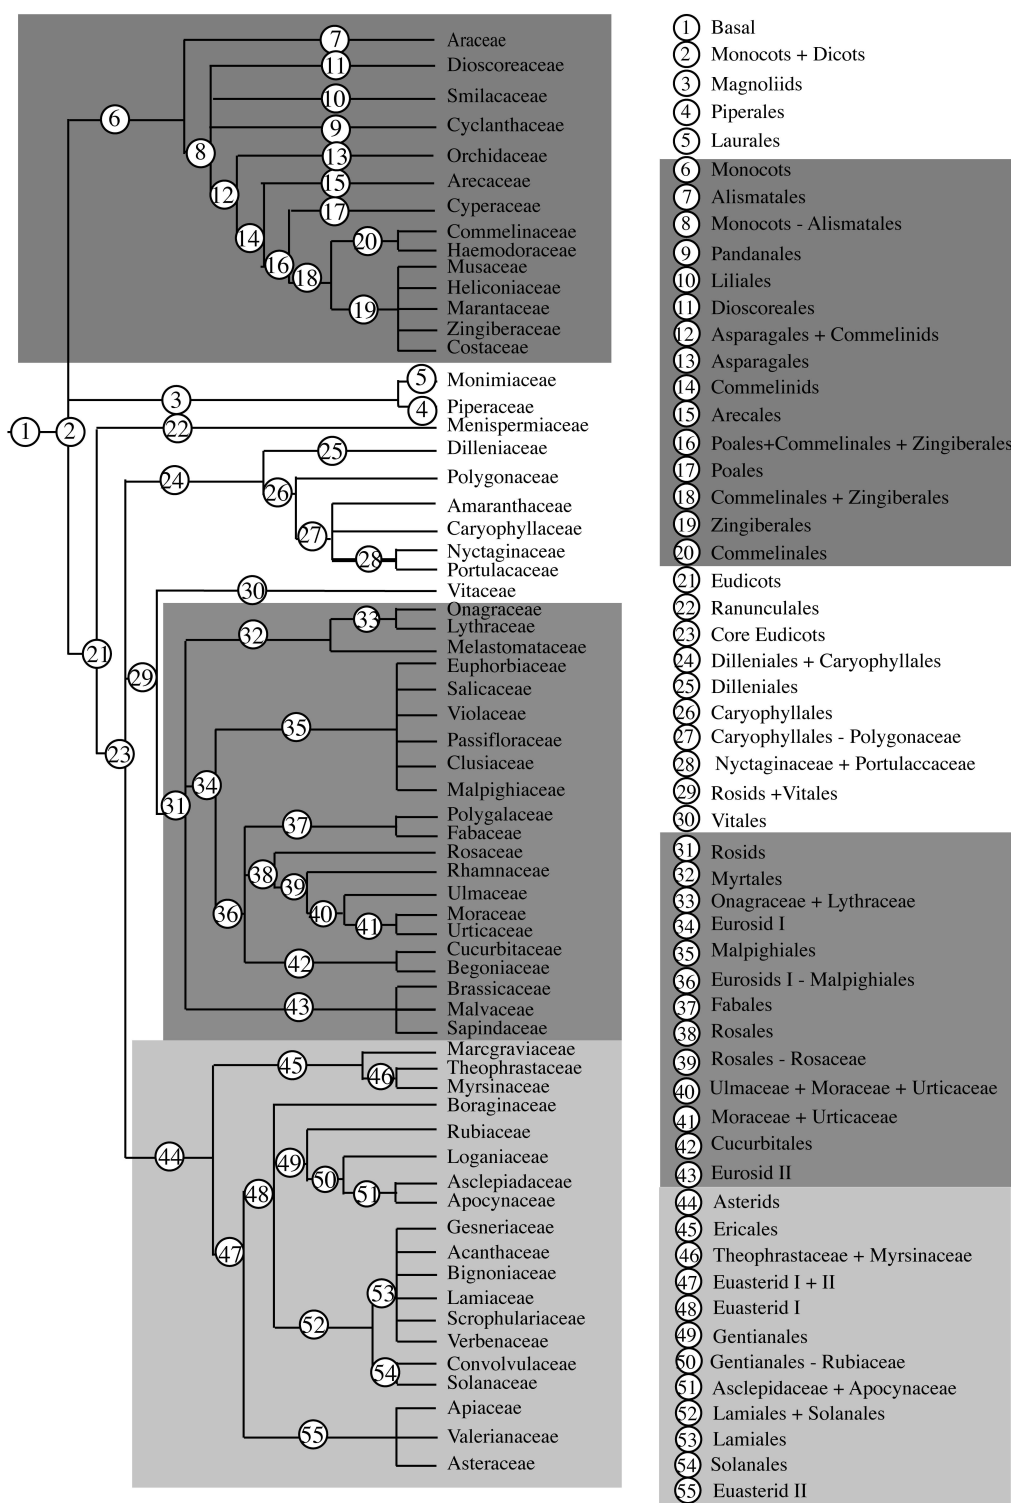 7 Araceae
11 Dioscoreaceae
10 Smilacaceae
6 9 Cyclanthaceae
8 13 Orchidaceae
12 15 Arecaceae
17 Cyperaceae
14 20 Commelinaceae
Haemodoraceae
16 Musaceae
18 Heliconiaceae
19 Marantaceae
Zingiberaceae
Costaceae
5 Monimiaceae
3 4 Piperaceae
1 2 22 Menispermiaceae
25 Dilleniaceae
24 Polygonaceae
26 Amaranthaceae
27 Caryophyllaceae
28 Nyctaginaceae
Portulacaceae
30 Vitaceae
33 Onagraceae
32 Lythraceae
21 Melastomataceae
29 Euphorbiaceae
Salicaceae
35 Violaceae
23 Passifloraceae
Clusiaceae
34 Malpighiaceae
31 37 Polygalaceae
Fabaceae
Rosaceae
38 39 Rhamnaceae
Ulmaceae
36 40 Moraceae
41 Urticaceae
42 Cucurbitaceae
Begoniaceae
Brassicaceae
43 Malvaceae
Sapindaceae
Marcgraviaceae
45 46 Theophrastaceae
Myrsinaceae
Boraginaceae
Rubiaceae
44 49 Loganiaceae
50 51 Asclepiadaceae
48 Apocynaceae
Gesneriaceae
47 Acanthaceae
Bignoniaceae
53 Lamiaceae
52 Scrophulariaceae
Verbenaceae
54 Convolvulaceae
Solanaceae
Apiaceae
55 Valerianaceae
Asteraceae
1 Basal
2 Monocots + Dicots
3 Magnoliids
4 Piperales
5 Laurales
6 Monocots
7 Alismatales
8 Monocots - Alismatales
9 Pandanales
10 Liliales
11 Dioscoreales
12 Asparagales + Commelinids
13 Asparagales
14 Commelinids
15 Arecales
16 Poales+Commelinales + Zingiberales
17 Poales
18 Commelinales + Zingiberales
19 Zingiberales
20 Commelinales
21 Eudicots
22 Ranunculales
23 Core Eudicots
24 Dilleniales + Caryophyllales
25 Dilleniales
26 Caryophyllales
27 Caryophyllales - Polygonaceae
28 Nyctaginaceae + Portulaccaceae
29 Rosids +Vitales
30 Vitales
31 Rosids
32 Myrtales
33 Onagraceae + Lythraceae
34 Eurosid I
35 Malpighiales
36 Eurosids I - Malpighiales
37 Fabales
38 Rosales
39 Rosales - Rosaceae
40 Ulmaceae + Moraceae + Urticaceae
41 Moraceae + Urticaceae
42 Cucurbitales
43 Eurosid II
44 Asterids
45 Ericales
46 Theophrastaceae + Myrsinaceae
47 Euasterid I + II
48 Euasterid I
49 Gentianales
50 Gentianales - Rubiaceae
51 Asclepidaceae + Apocynaceae
52 Lamiales + Solanales
53 Lamiales
54 Solanales
55 Euasterid II